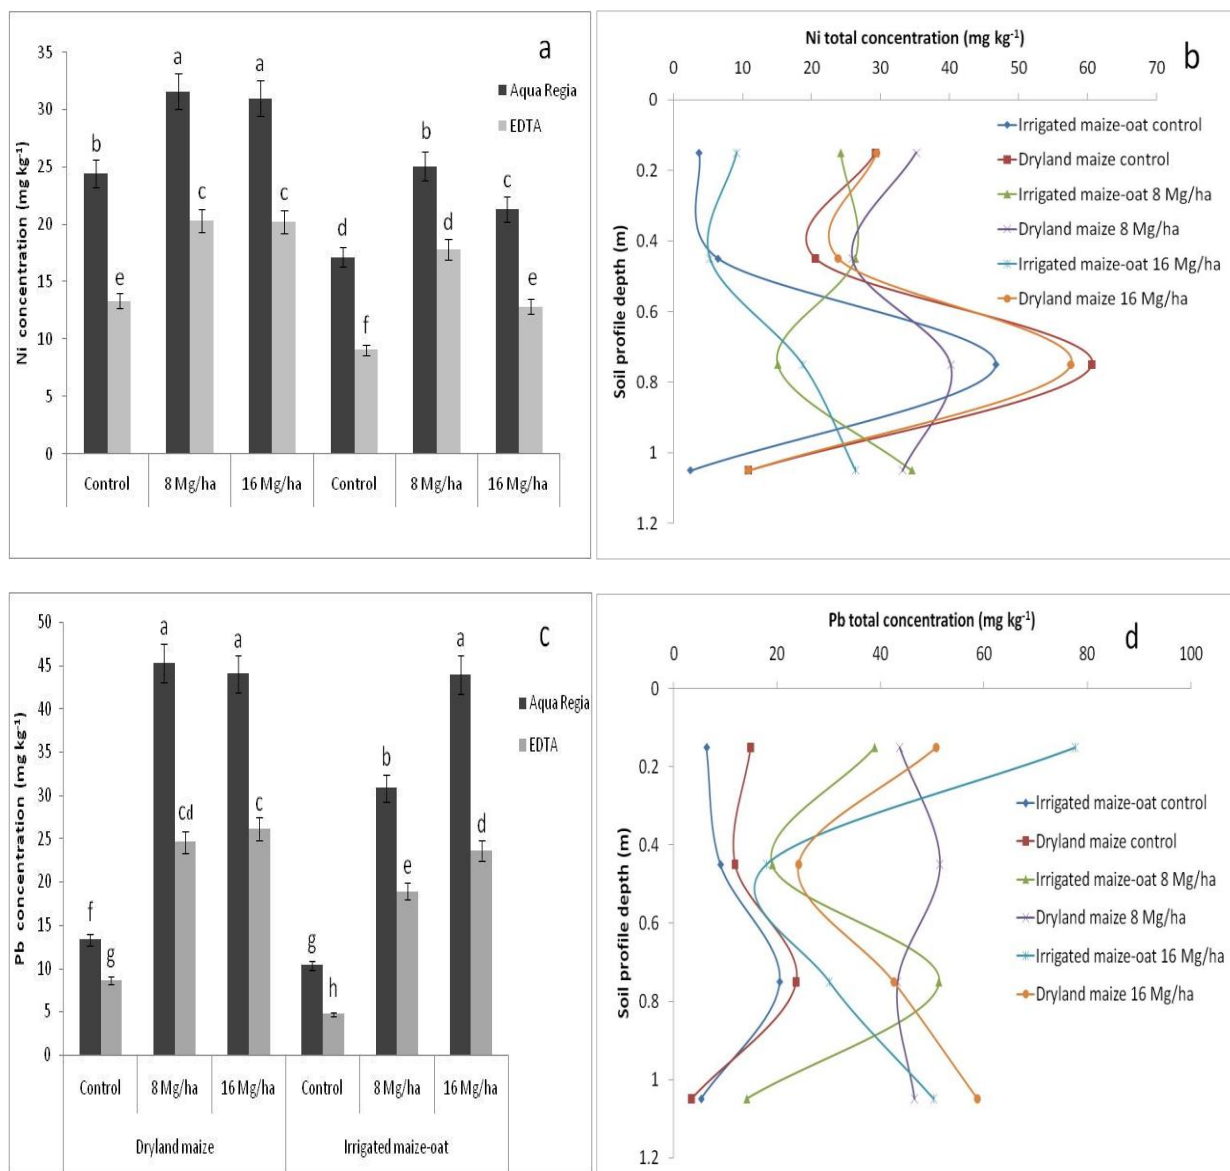 a
35
30
25
20
15
10
5
0
Ni concentration (mg kg⁻¹)
b
e
a
c
a
c
d
f
b
d
c
e
Aqua Regia
EDTA
Control
8 Mg/ha
16 Mg/ha
Control
8 Mg/ha
16 Mg/ha
Ni total concentration (mg kg⁻¹)
b
0
10
20
30
40
50
60
70
0
0.2
0.4
0.6
0.8
1
1.2
Soil profile depth (m)
Irrigated maize-oat control
Dryland maize control
Irrigated maize-oat 8 Mg/ha
Dryland maize 8 Mg/ha
Irrigated maize-oat 16 Mg/ha
Dryland maize 16 Mg/ha
c
50
45
40
35
30
25
20
15
10
5
0
Pb concentration (mg kg⁻¹)
f
g
a
cd
a
c
g
h
b
e
a
d
Aqua Regia
EDTA
Control
8 Mg/ha
16 Mg/ha
Control
8 Mg/ha
16 Mg/ha
Dryland maize
Irrigated maize-oat
Pb total concentration (mg kg⁻¹)
d
0
20
40
60
80
100
0
0.2
0.4
0.6
0.8
1
1.2
Soil profile depth (m)
Irrigated maize-oat control
Dryland maize control
Irrigated maize-oat 8 Mg/ha
Dryland maize 8 Mg/ha
Irrigated maize-oat 16 Mg/ha
Dryland maize 16 Mg/ha